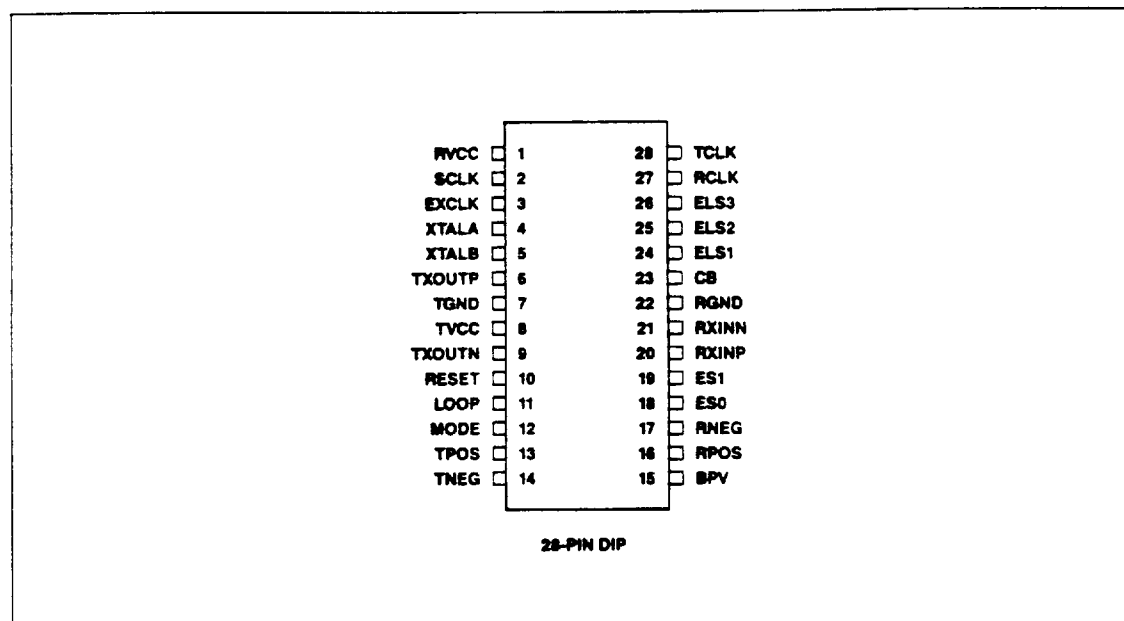 RVCC 1 28 TCLK
SCLK 2 27 RCLK
EXCLK 3 26 ELS3
XTALA 4 25 ELS2
XTALB 5 24 ELS1
TXOUTP 6 23 CB
TGND 7 22 RGND
TVCC 8 21 RXINN
TXOUTN 9 20 RXINP
RESET 10 19 ES1
LOOP 11 18 ES0
MODE 12 17 RNEG
TPOS 13 16 RPOS
TNEG 14 15 BPV
28-PIN DIP